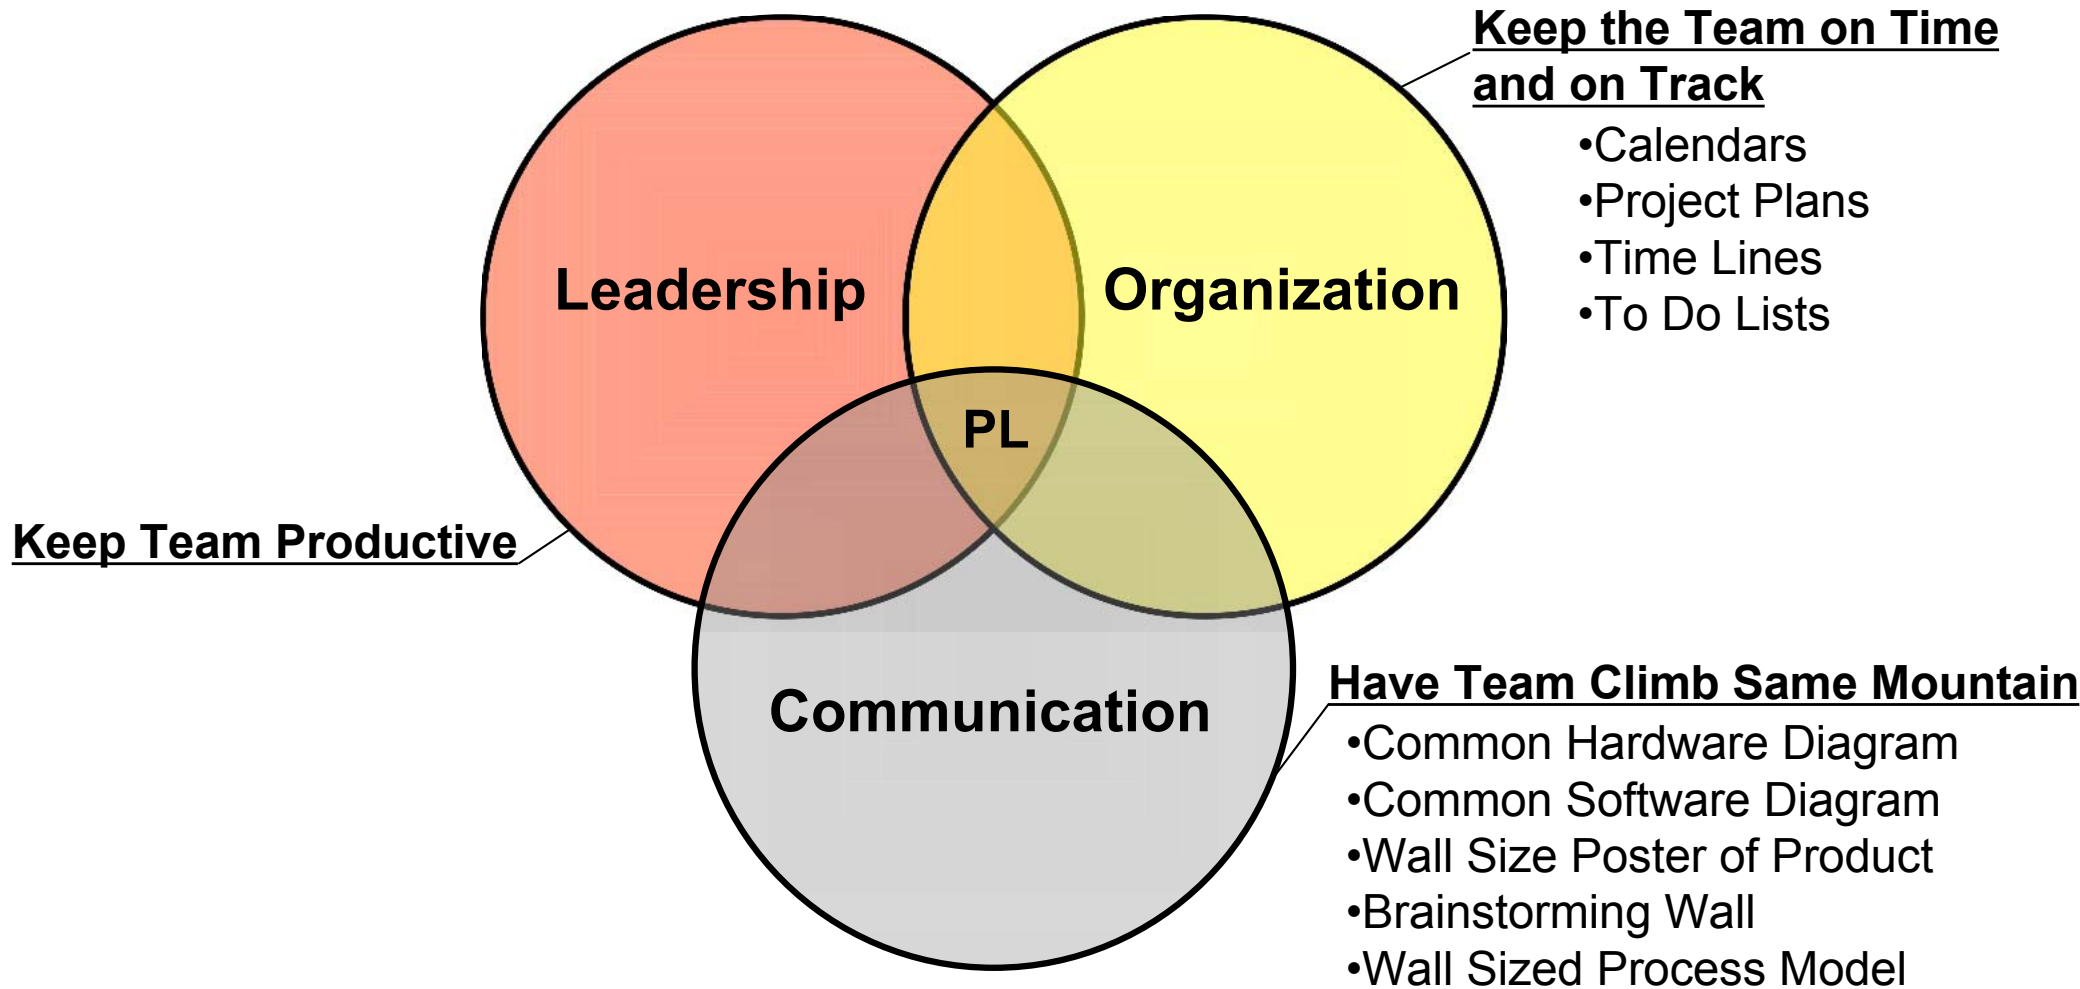 Keep the Team on Time
and on Track
•Calendars
•Project Plans
•Time Lines
•To Do Lists
Leadership
Organization
PL
Keep Team Productive
Communication
Have Team Climb Same Mountain
•Common Hardware Diagram
•Common Software Diagram
•Wall Size Poster of Product
•Brainstorming Wall
•Wall Sized Process Model